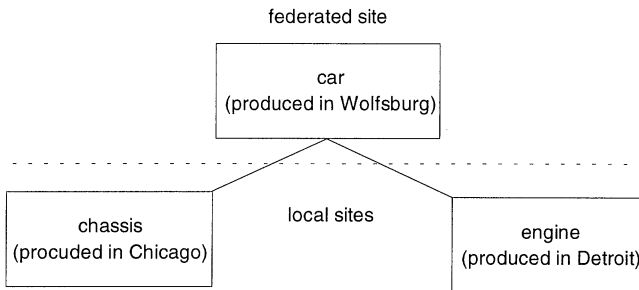 federated site
car
(produced in Wolfsburg)
chassis
(procuded in Chicago)
local sites
engine
(produced in Detroit)